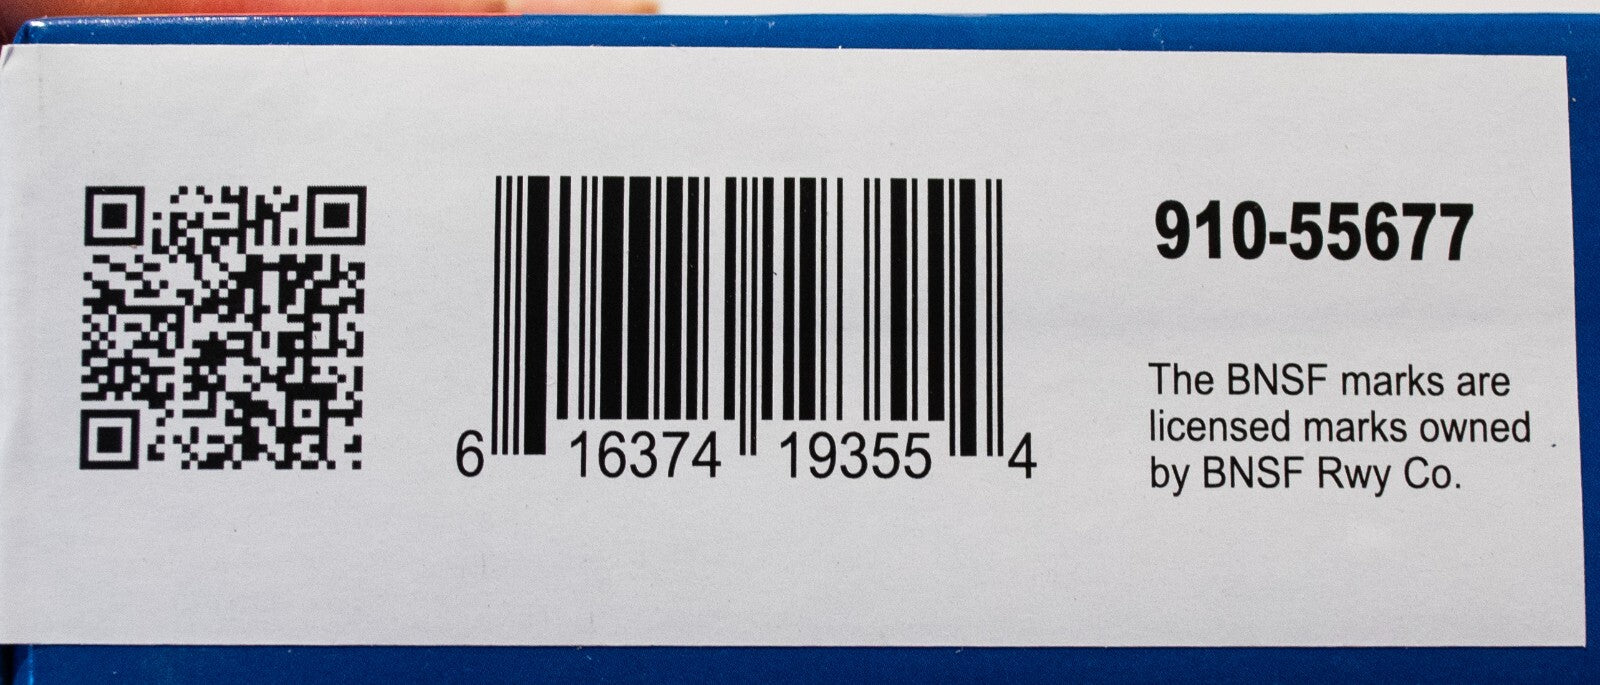 910-55677
6 16374 19355 4
The BNSF marks are
licensed marks owned
by BNSF Rwy Co.